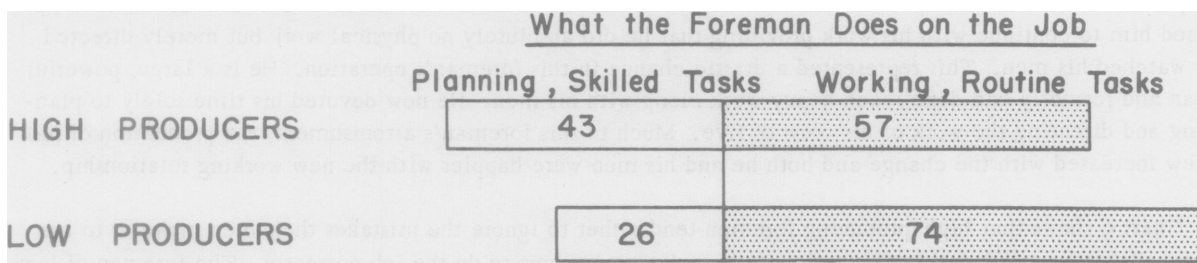 What the Foreman Does on the Job
Planning, Skilled Tasks Working, Routine Tasks
HIGH PRODUCERS 43 57
LOW PRODUCERS 26 74